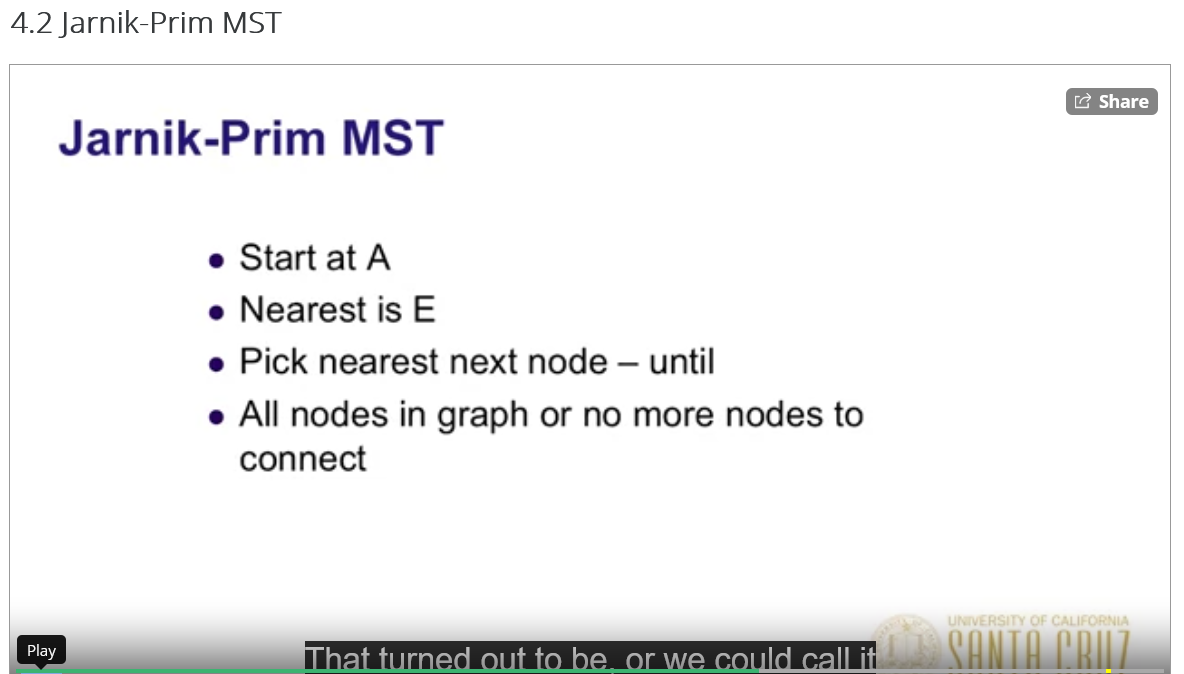 4.2 Jarnik-Prim MST
Share
Jarnik-Prim MST
Start at A
Nearest is E
Pick nearest next node – until
All nodes in graph or no more nodes to
connect
UNIVERSITY OF CALIFORNIA
SANTA CRUZ
Play
That turned out to be, or we could call it